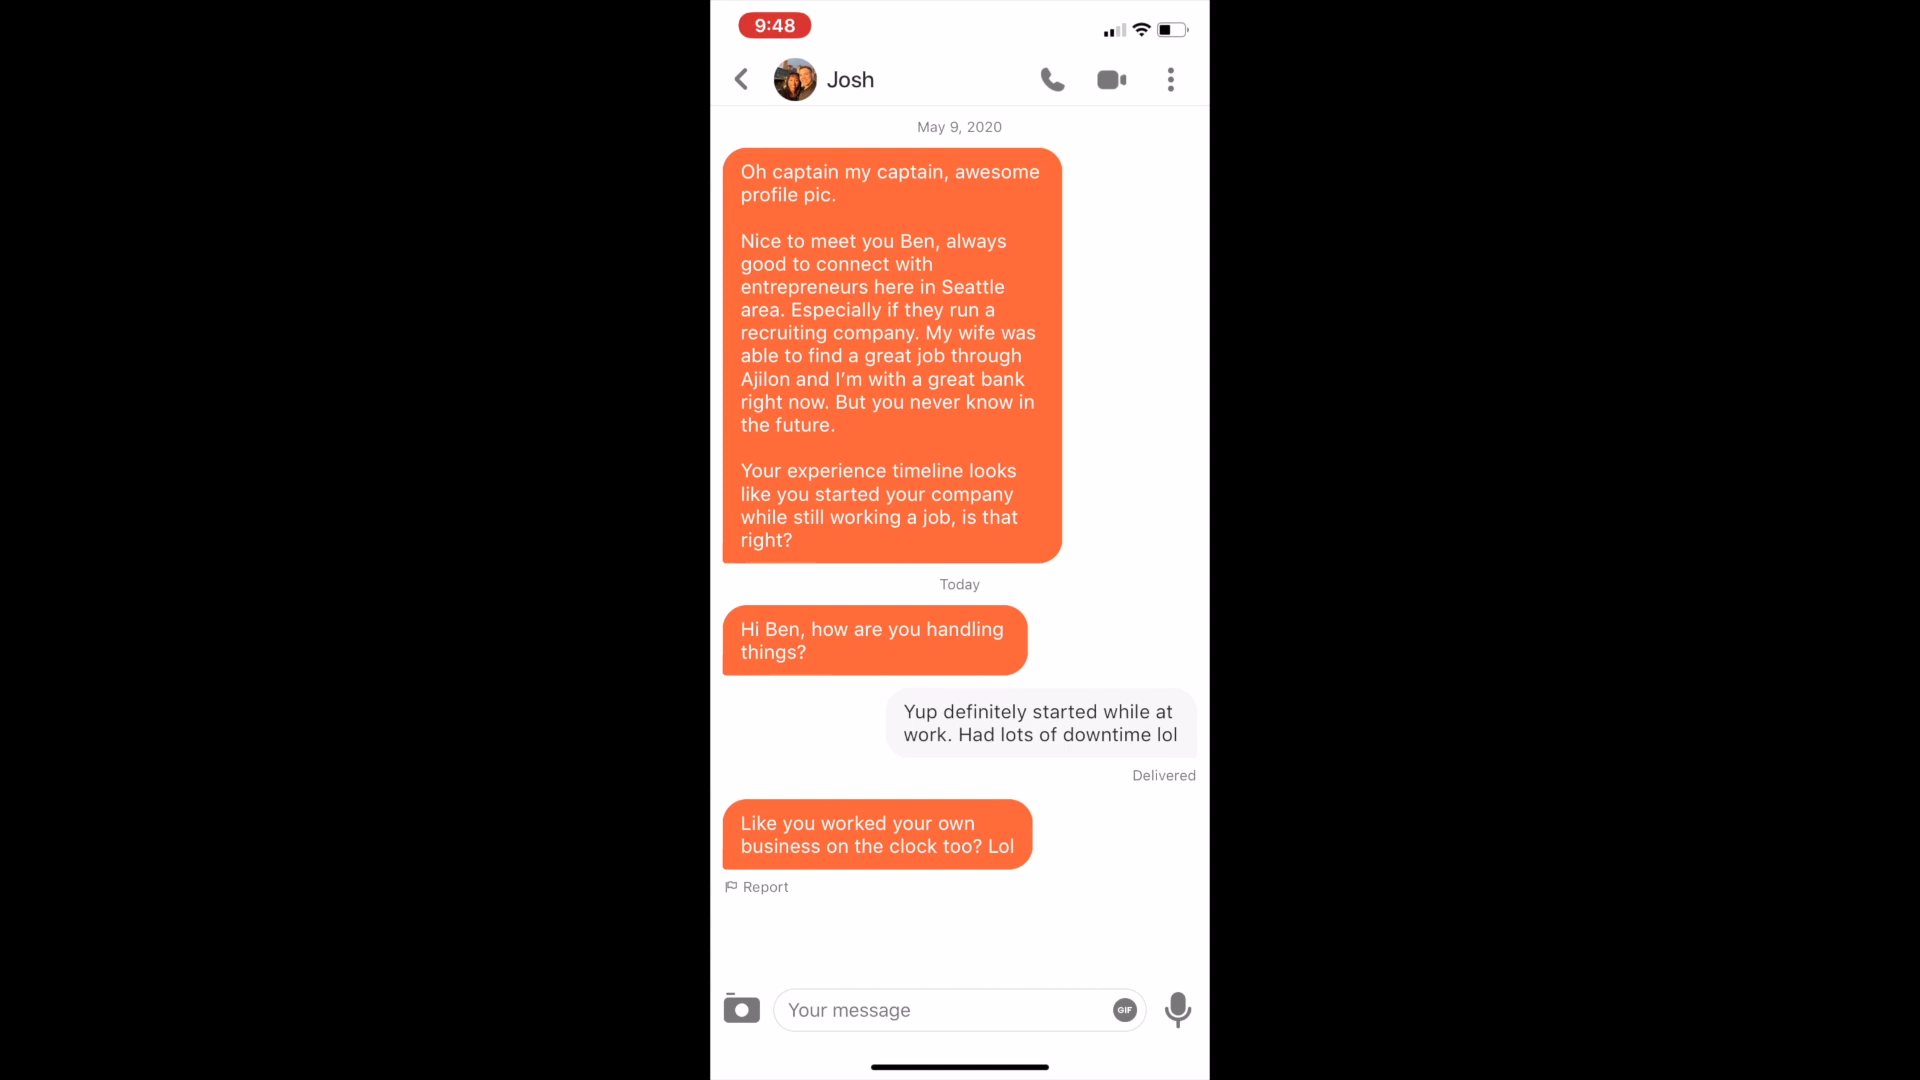 9:48
Josh
May 9, 2020
Oh captain my captain, awesome
profile pic.
Nice to meet you Ben, always
good to connect with
entrepreneurs here in Seattle
area. Especially if they run a
recruiting company. My wife was
able to find a great job through
Ajilon and I’m with a great bank
right now. But you never know in
the future.
Your experience timeline looks
like you started your company
while still working a job, is that
right?
Today
Hi Ben, how are you handling
things?
Yup definitely started while at
work. Had lots of downtime lol
Delivered
Like you worked your own
business on the clock too? Lol
Report
Your message
GIF